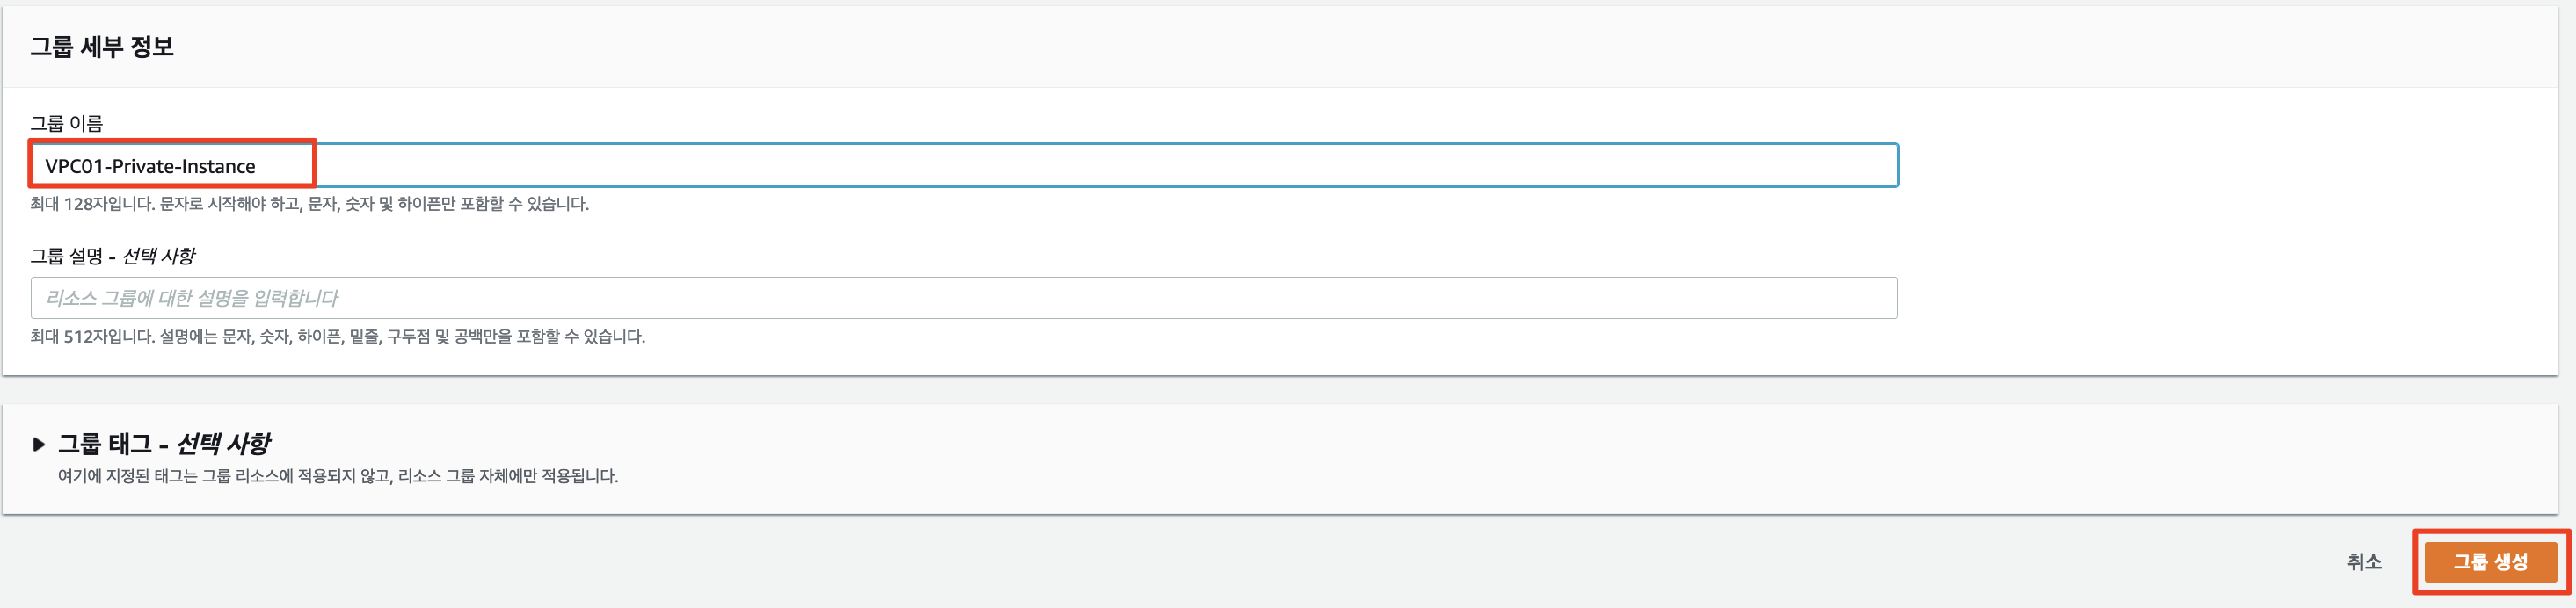 그룹 세부 정보
그룹 이름
VPC01-Private-Instance
최대 128자입니다. 문자로 시작해야 하고, 문자, 숫자 및 하이픈만 포함할 수 있습니다.
그룹 설명 - 선택 사항
리소스 그룹에 대한 설명을 입력합니다
최대 512자입니다. 설명에는 문자, 숫자, 하이픈, 밑줄, 구두점 및 공백만을 포함할 수 있습니다.
그룹 태그 - 선택 사항
여기에 지정된 태그는 그룹 리소스에 적용되지 않고, 리소스 그룹 자체에만 적용됩니다.
취소
그룹 생성